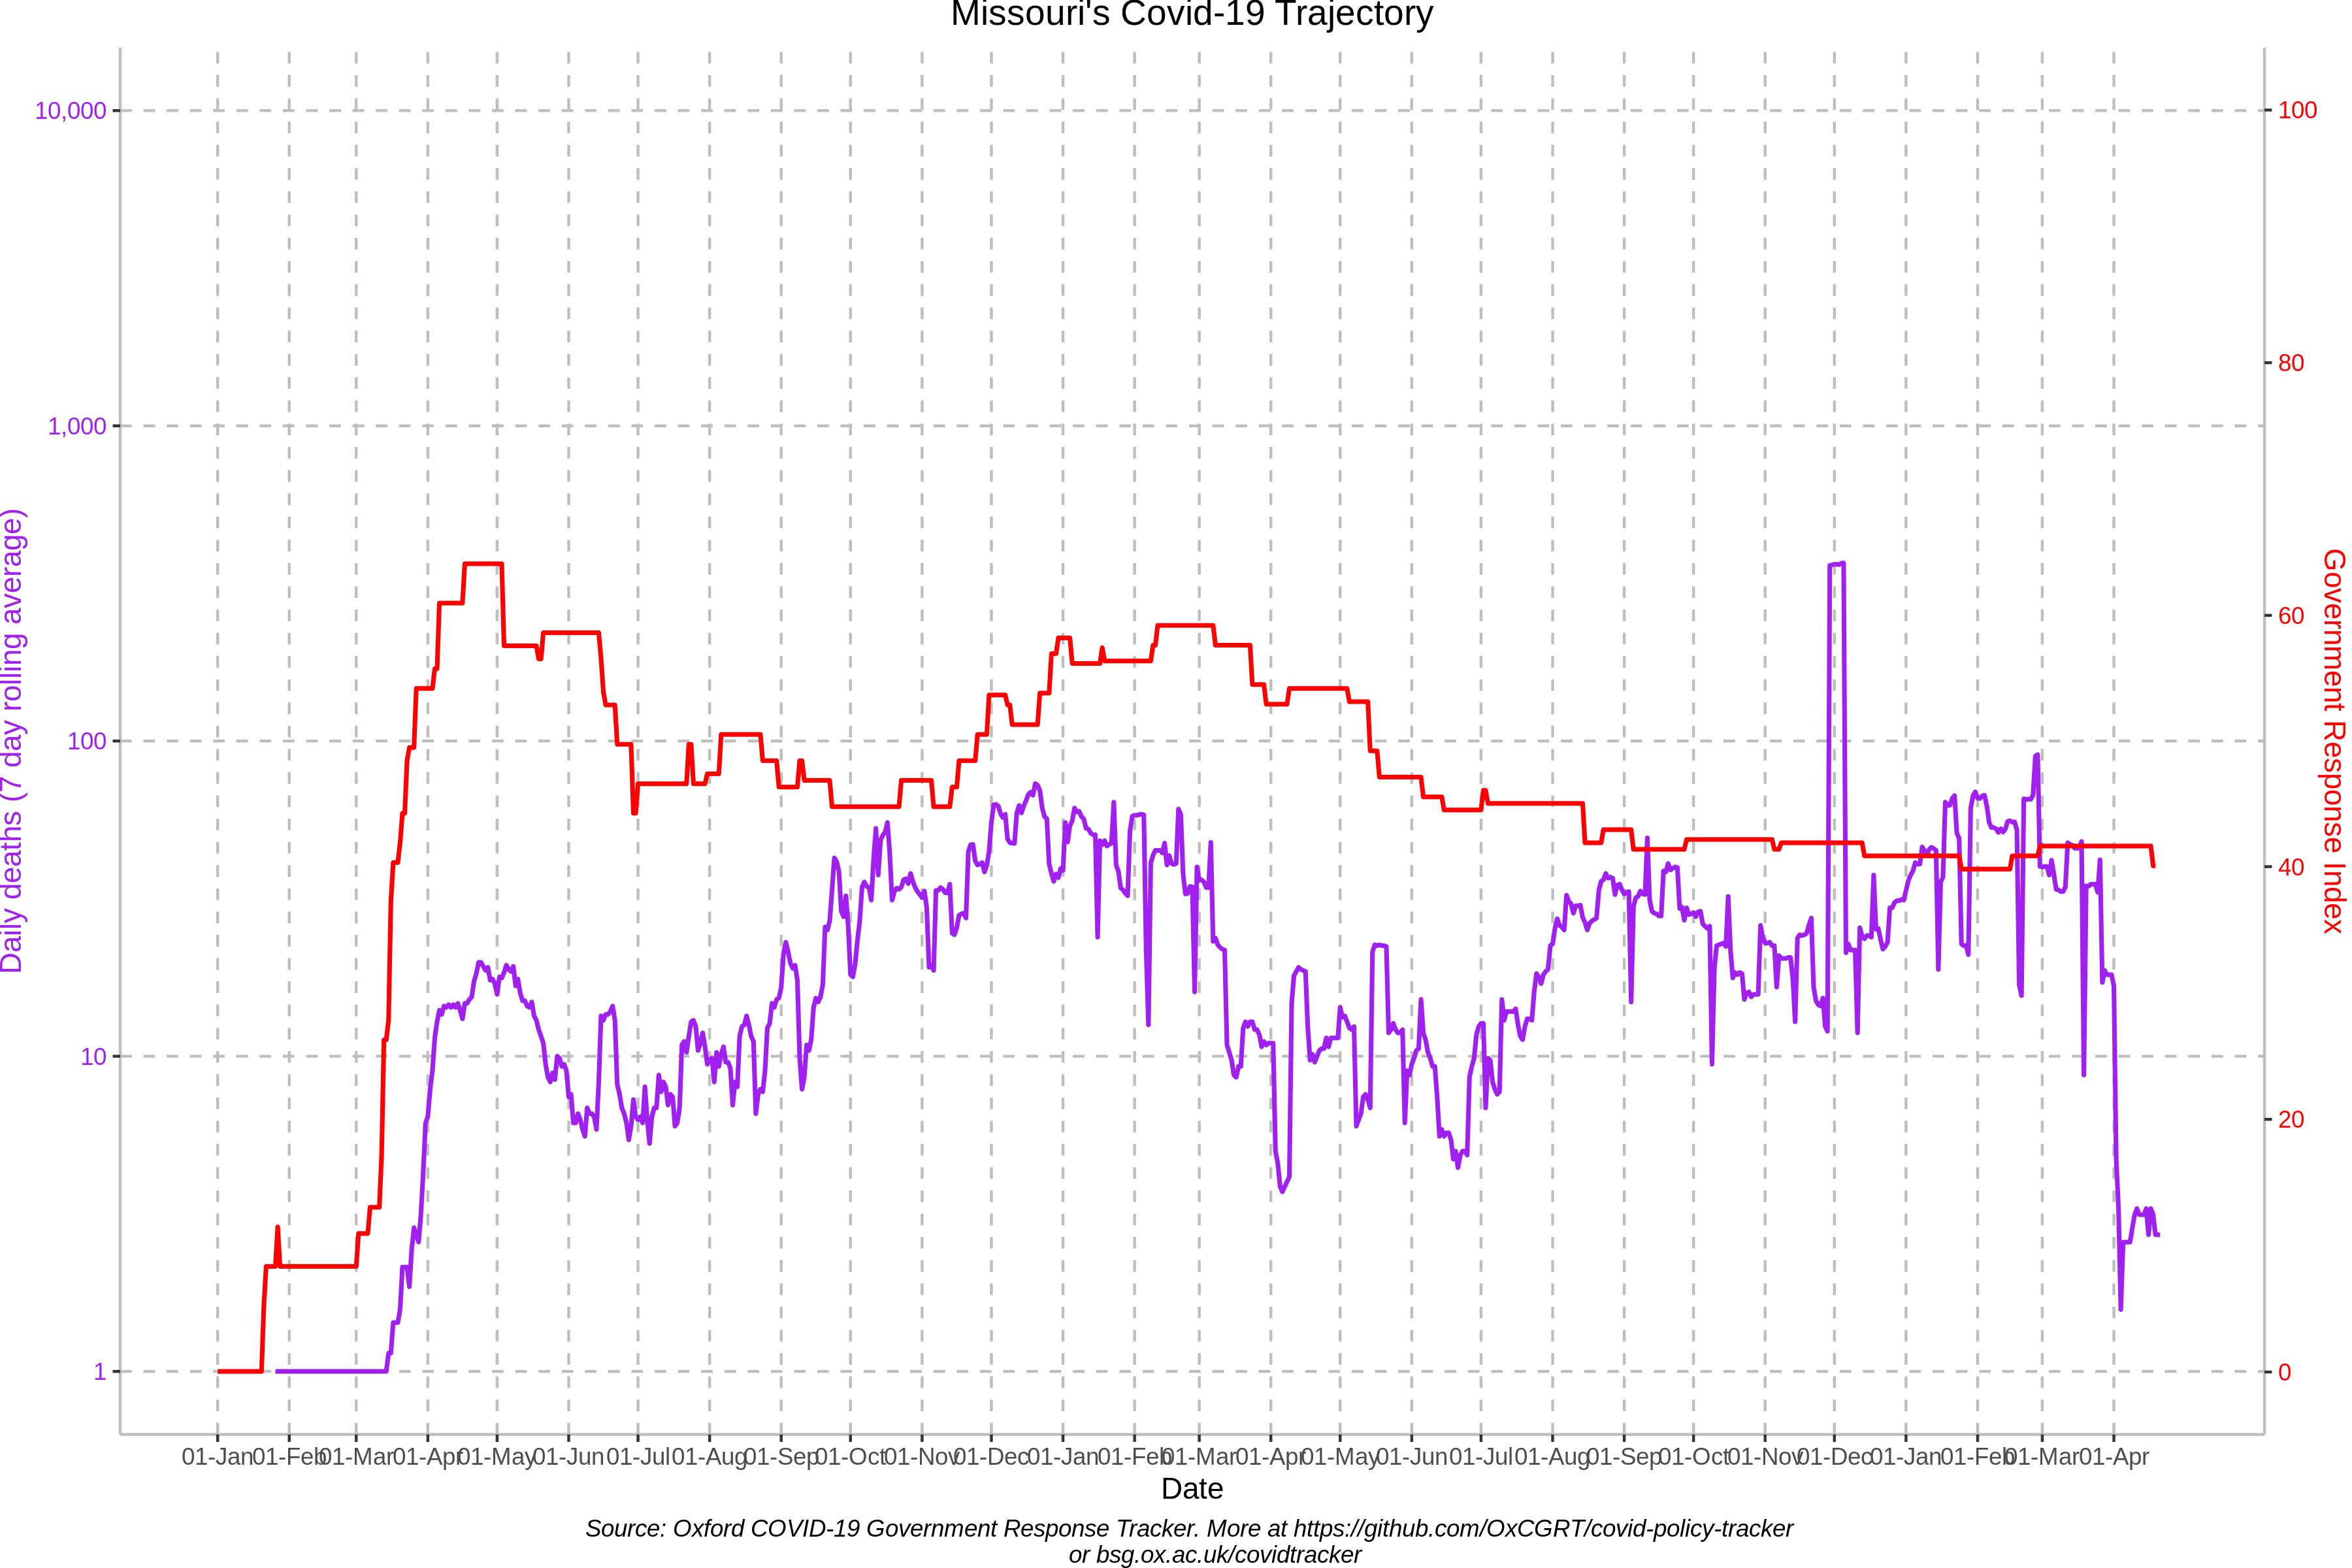 Missouri's Covid-19 Trajectory
10,000
1,000
100
10
1
Daily deaths (7 day rolling average)
100
80
60
40
20
0
Government Response Index
01-Jan 01-Feb 01-Mar 01-Apr 01-May 01-Jun 01-Jul 01-Aug 01-Sep 01-Oct 01-Nov 01-Dec 01-Jan 01-Feb 01-Mar 01-Apr 01-May 01-Jun 01-Jul 01-Aug 01-Sep 01-Oct 01-Nov 01-Dec 01-Jan 01-Feb 01-Mar 01-Apr
Date
Source: Oxford COVID-19 Government Response Tracker. More at https://github.com/OxCGRT/covid-policy-tracker
or bsg.ox.ac.uk/covidtracker